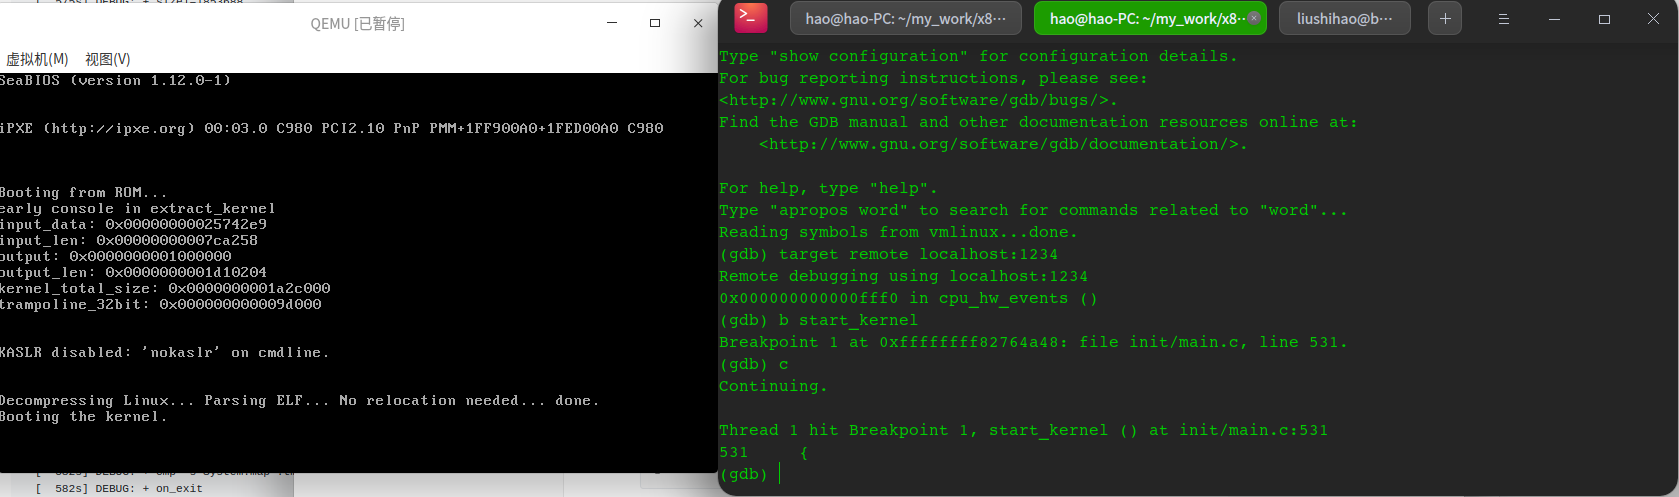 QEMU [已暂停]
虚拟机(M) 视图(V)
SeaBIOS (version 1.12.0-1)
iPXE (http://ipxe.org) 00:03.0 C980 PCI2.10 PnP PMM+1FF900A0+1FED00A0 C980
Booting from ROM...
early console in extract_kernel
input_data: 0x00000000025742e9
input_len: 0x00000000007ca258
output: 0x0000000001000000
output_len: 0x0000000001d10204
kernel_total_size: 0x0000000001a2c000
trampoline_32bit: 0x000000000009d000
KASLR disabled: 'nokaslr' on cmdline.
Decompressing Linux... Parsing ELF... No relocation needed... done.
Booting the kernel.
[ 582s] DEBUG: + on_exit
hao@hao-PC: ~/my_work/x8···
hao@hao-PC: ~/my_work/x8··
liushihao@b···
Type "show configuration" for configuration details.
For bug reporting instructions, please see:
<http://www.gnu.org/software/gdb/bugs/>.
Find the GDB manual and other documentation resources online at:
<http://www.gnu.org/software/gdb/documentation/>.
For help, type "help".
Type "apropos word" to search for commands related to "word"...
Reading symbols from vmlinux...done.
(gdb) target remote localhost:1234
Remote debugging using localhost:1234
0x000000000000fff0 in cpu_hw_events ()
(gdb) b start_kernel
Breakpoint 1 at 0xffffffff82764a48: file init/main.c, line 531.
(gdb) c
Continuing.
Thread 1 hit Breakpoint 1, start_kernel () at init/main.c:531
531 {
(gdb)